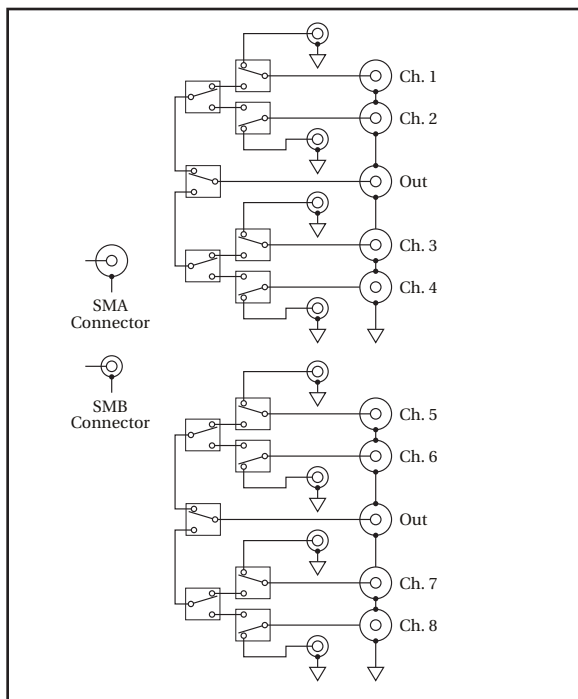 Ch. 1
Ch. 2
Out
Ch. 3
Ch. 4
SMA
Connector
SMB
Connector
Ch. 5
Ch. 6
Out
Ch. 7
Ch. 8